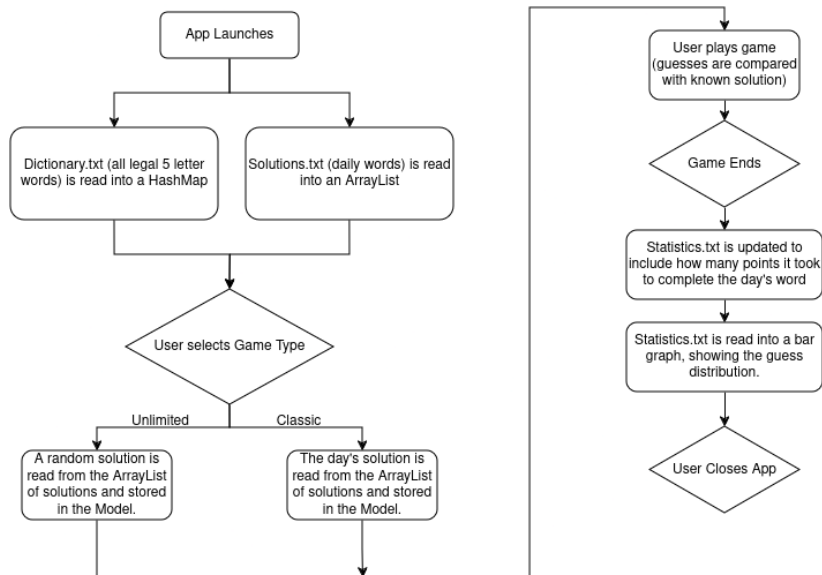 App Launches
Dictionary.txt (all legal 5 letter
words) is read into a HashMap
Solutions.txt (daily words) is read
into an ArrayList
User selects Game Type
Unlimited
Classic
A random solution is
read from the ArrayList
of solutions and stored
in the Model.
The day's solution is
read from the ArrayList
of solutions and stored
in the Model.
User plays game
(guesses are compared
with known solution)
Game Ends
Statistics.txt is updated to
include how many points it took
to complete the day's word
Statistics.txt is read into a bar
graph, showing the guess
distribution.
User Closes App